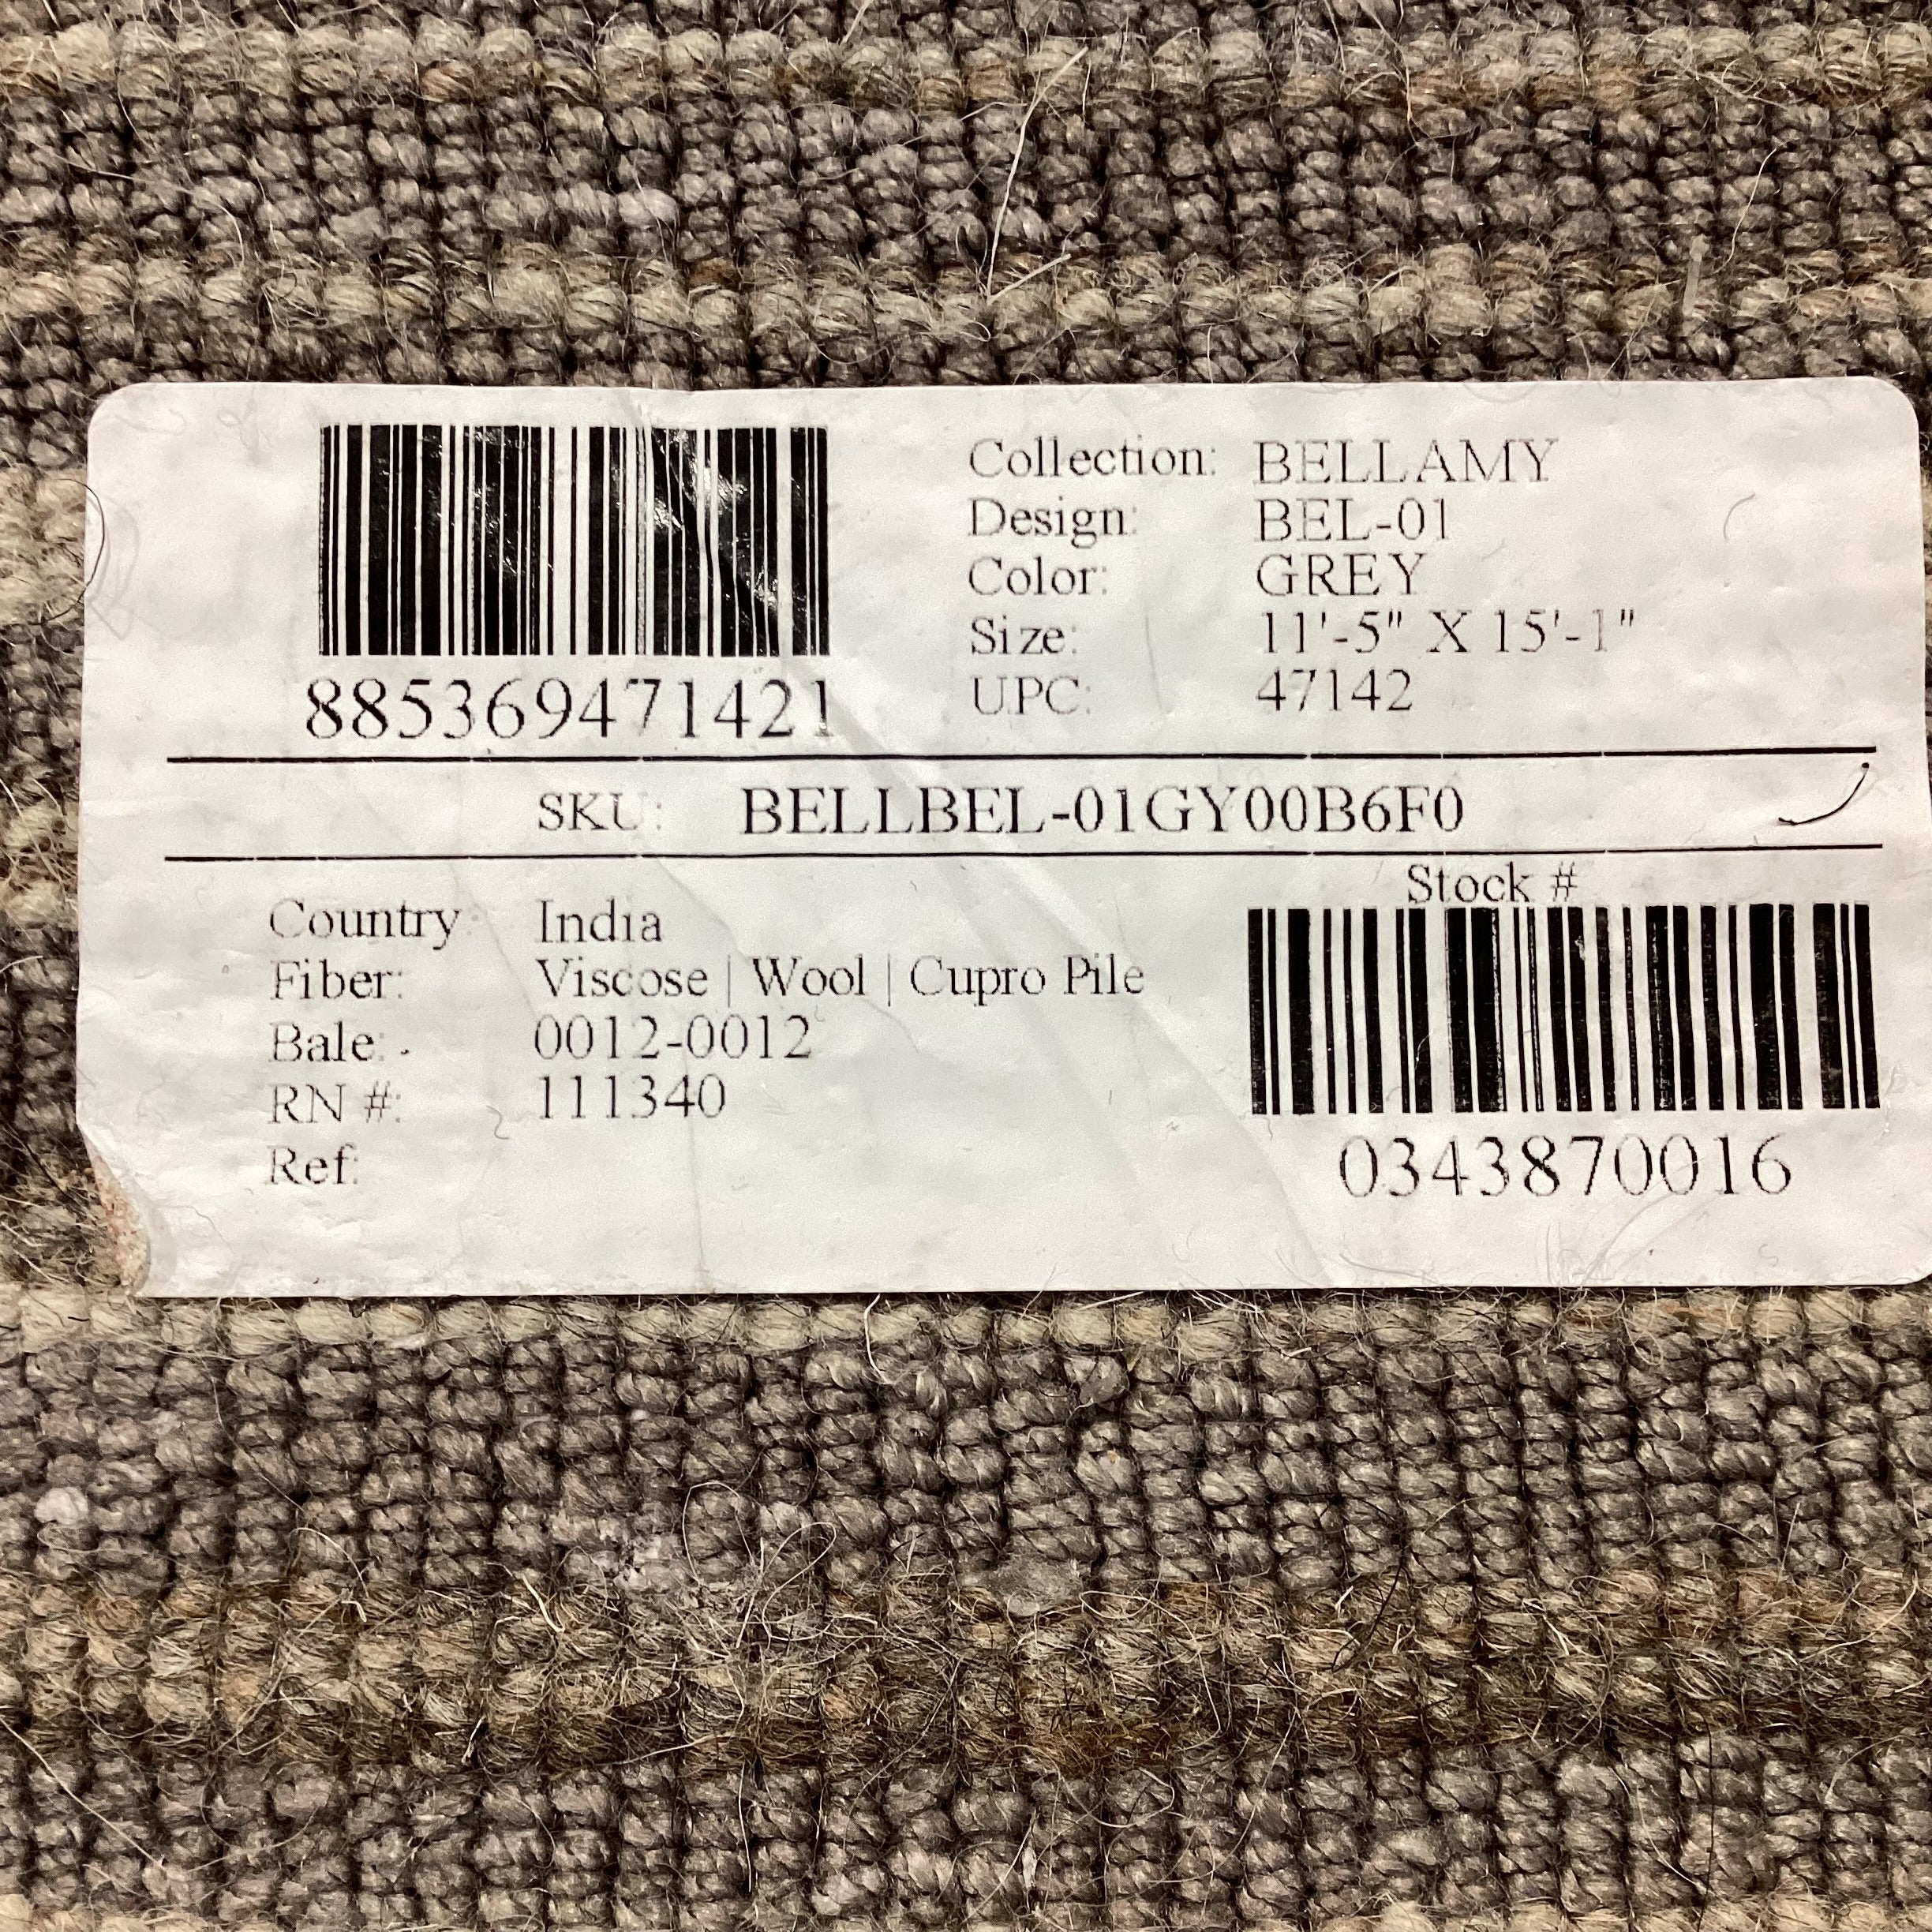 885369471421
Collection: BELLAMY
Design: BEL-01
Color: GREY
Size: 11'-5" X 15'-1"
UPC: 47142
SKU: BELLBEL-01GY00B6F0
Country: India
Fiber: Viscose | Wool | Cupro Pile
Bale: 0012-0012
RN #: 111340
Ref:
Stock #
0343870016